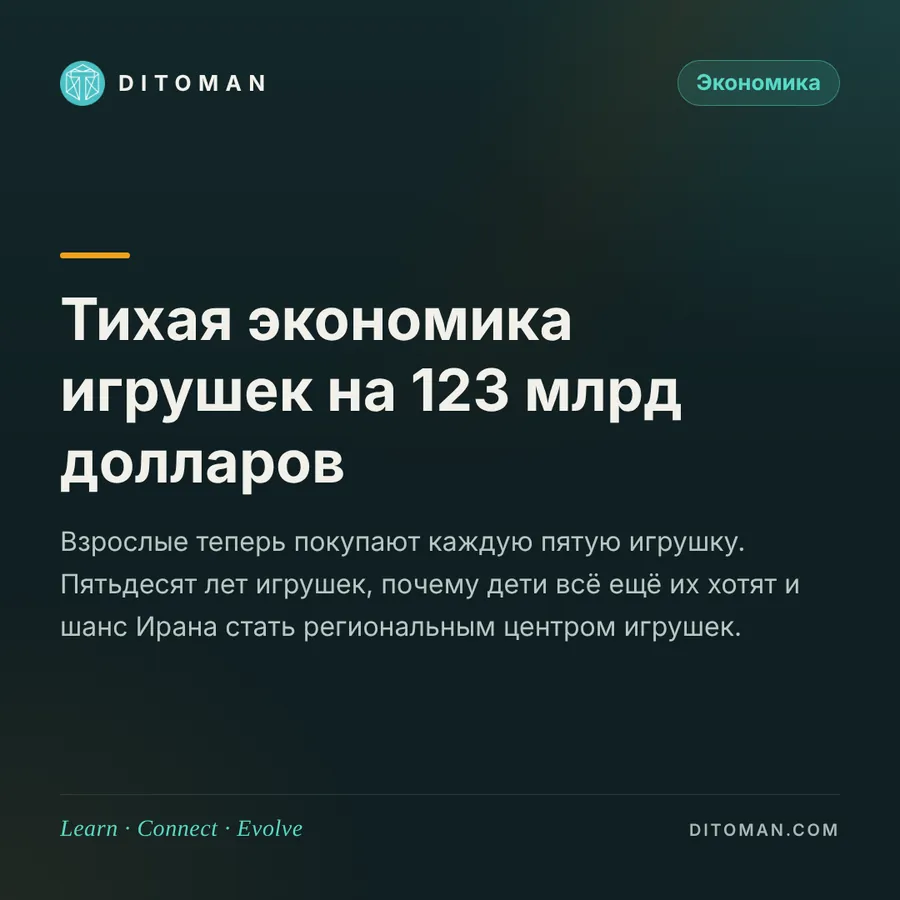 DITOMAN
Экономика
Тихая экономика
игрушек на 123 млрд
долларов
Взрослые теперь покупают каждую пятую игрушку.
Пятьдесят лет игрушек, почему дети всё ещё их хотят и
шанс Ирана стать региональным центром игрушек.
Learn · Connect · Evolve
DITOMAN.COM